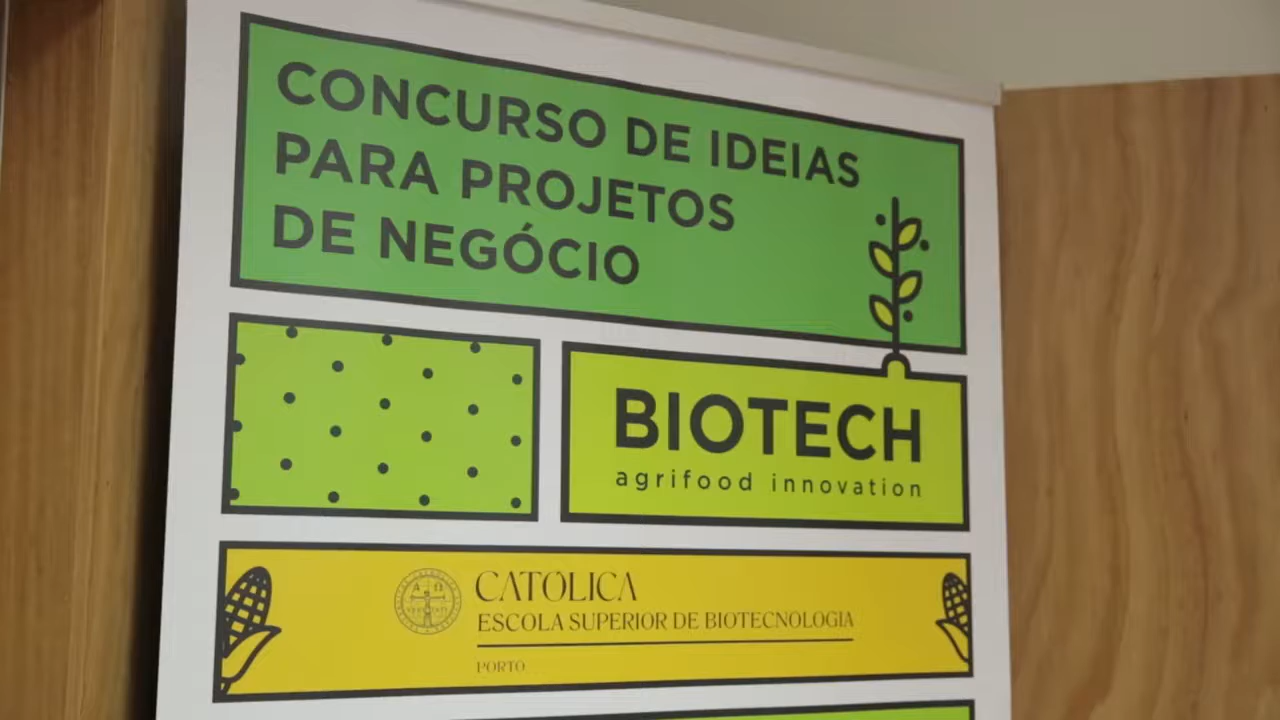 CONCURSO DE IDEIAS
PARA PROJETOS
DE NEGÓCIO
BIOTECH
agrifood innovation
CATÓLICA
ESCOLA SUPERIOR DE BIOTECNOLOGIA
PORTO